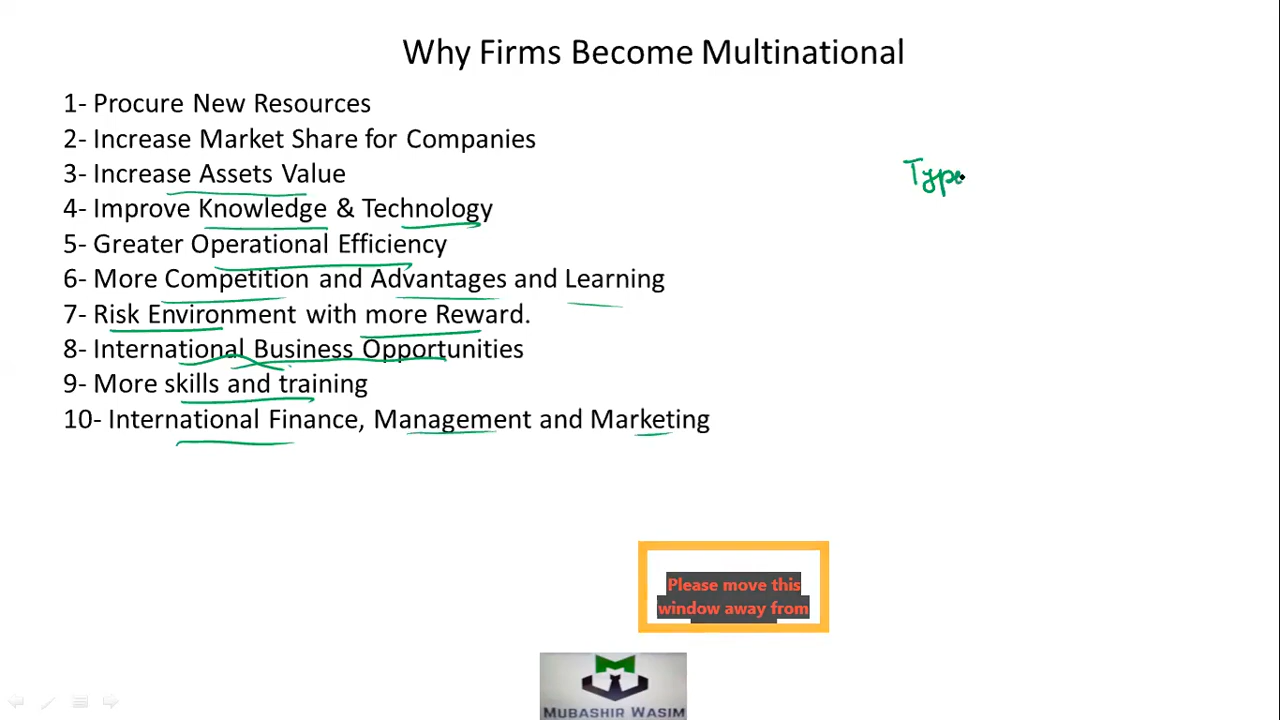 Why Firms Become Multinational
1- Procure New Resources
2- Increase Market Share for Companies
3- Increase Assets Value
4- Improve Knowledge & Technology
5- Greater Operational Efficiency
6- More Competition and Advantages and Learning
7- Risk Environment with more Reward.
8- International Business Opportunities
9- More skills and training
10- International Finance, Management and Marketing
Type
Please move this
window away from
MUBASHIR WASIM